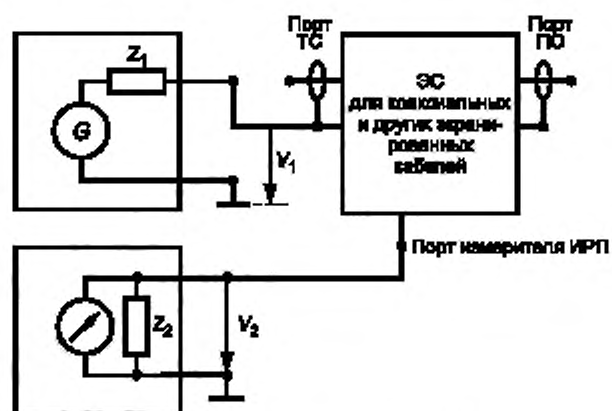 Порт
ТС
Порт
ПО
Z1
ЭС
для коаксиальных
и других экрани-
рованных
кабелей
G
V1
Порт измерителя ИРП
Z2
V2